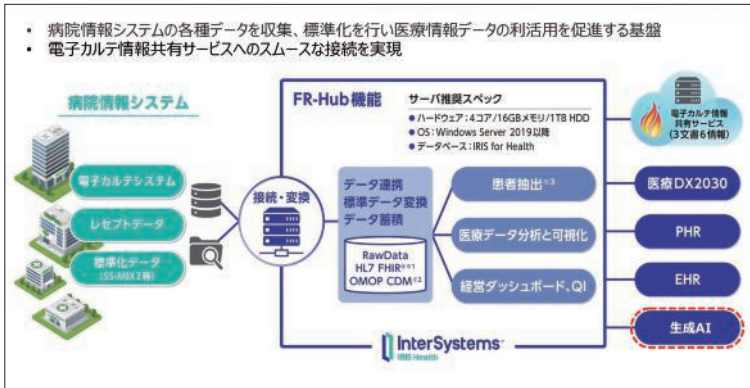 • 病院情報システムの各種データを収集、標準化を行い医療情報データの利活用を促進する基盤
• 電子カルテ情報共有サービスへのスムースな接続を実現
病院情報システム
電子カルテシステム
レセプトデータ
標準化データ
(SS-MIX2等)
接続・変換
FR-Hub機能
サーバ推奨スペック
●ハードウェア:4コア/16GBメモリ/1TB HDD
●OS:Windows Server 2019以降
●データベース:IRIS for Health
データ連携
標準データ変換
データ蓄積
RawData
HL7 FHIR®※1
OMOP CDM※2
患者抽出※3
医療データ分析と可視化
経営ダッシュボード、QI
InterSystems™
IRIS Health
電子カルテ情報
共有サービス
(3文書6情報)
医療DX2030
PHR
EHR
生成AI